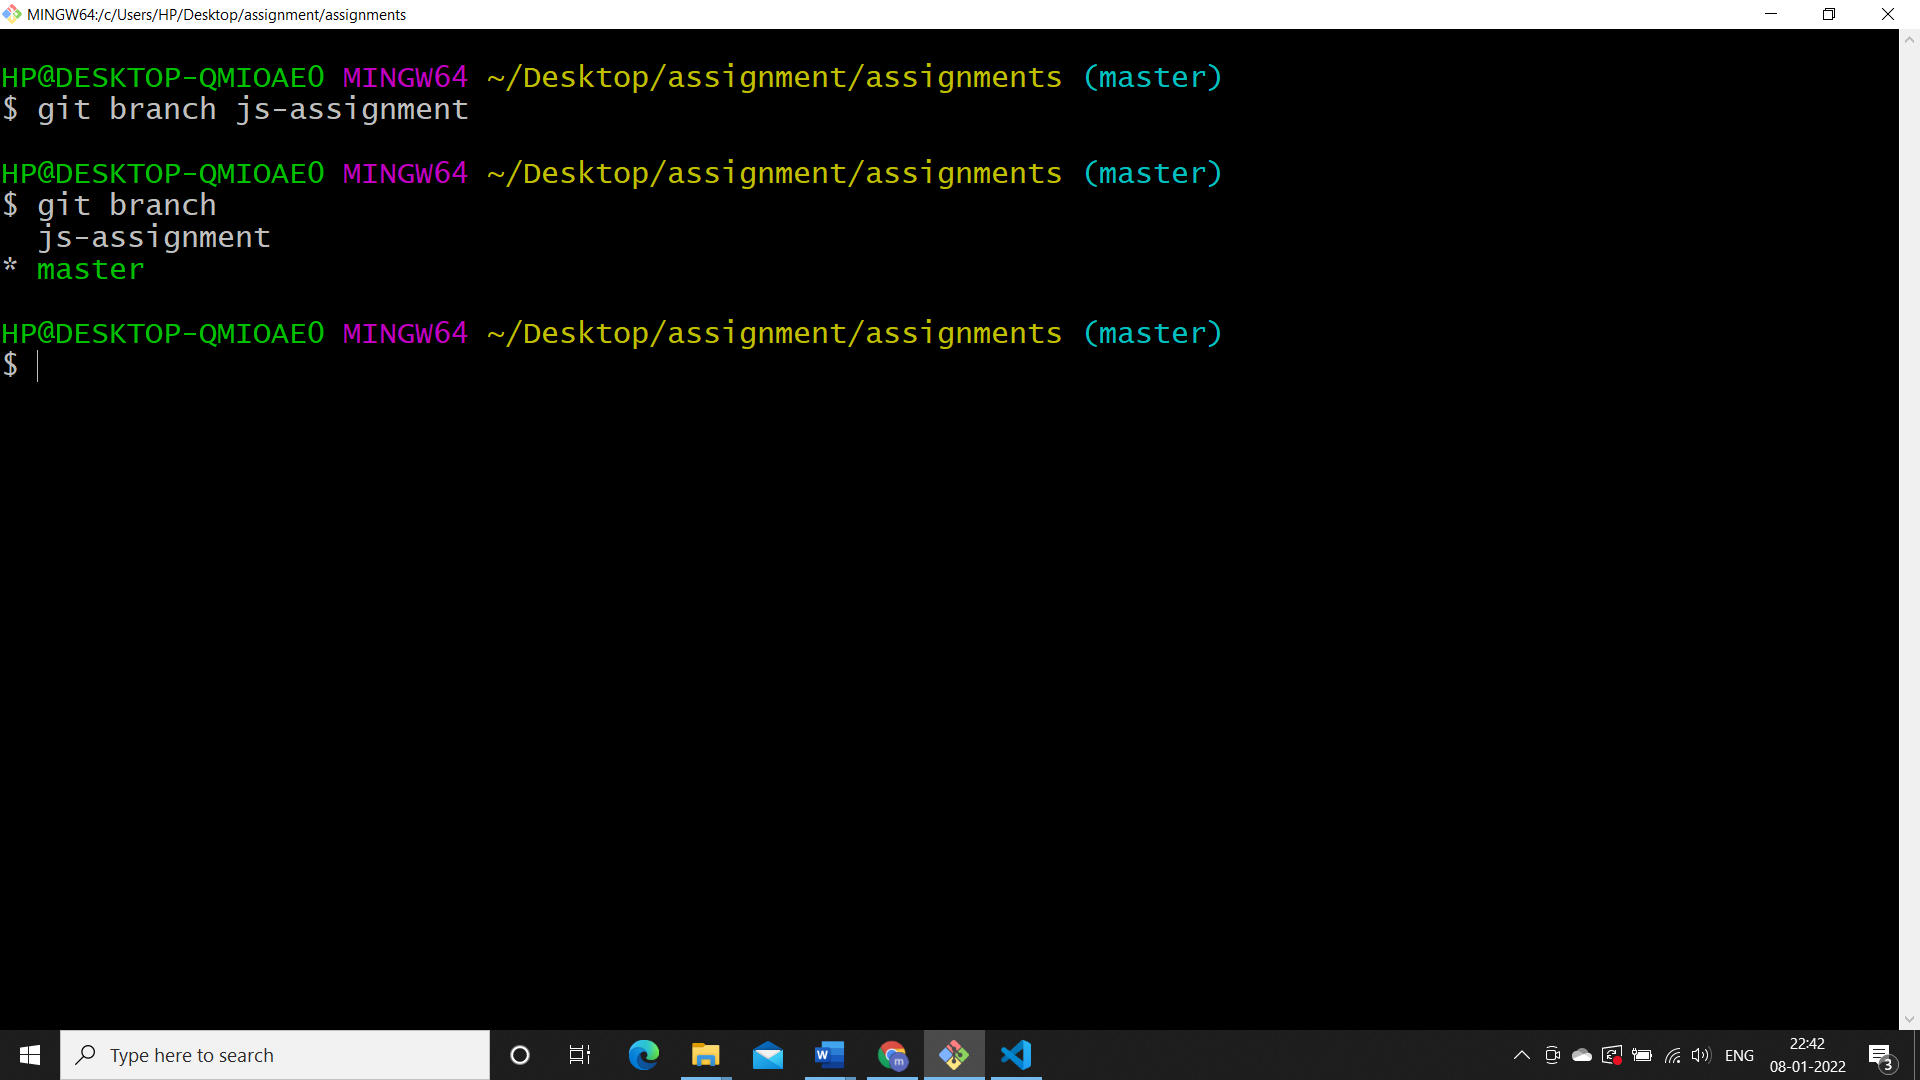 MINGW64:/c/Users/HP/Desktop/assignment/assignments
HP@DESKTOP-QMIOAEO MINGW64 ~/Desktop/assignment/assignments (master)
$ git branch js-assignment
HP@DESKTOP-QMIOAEO MINGW64 ~/Desktop/assignment/assignments (master)
$ git branch
js-assignment
* master
HP@DESKTOP-QMIOAEO MINGW64 ~/Desktop/assignment/assignments (master)
$
Type here to search
W
m
ENG
22:42
08-01-2022
3